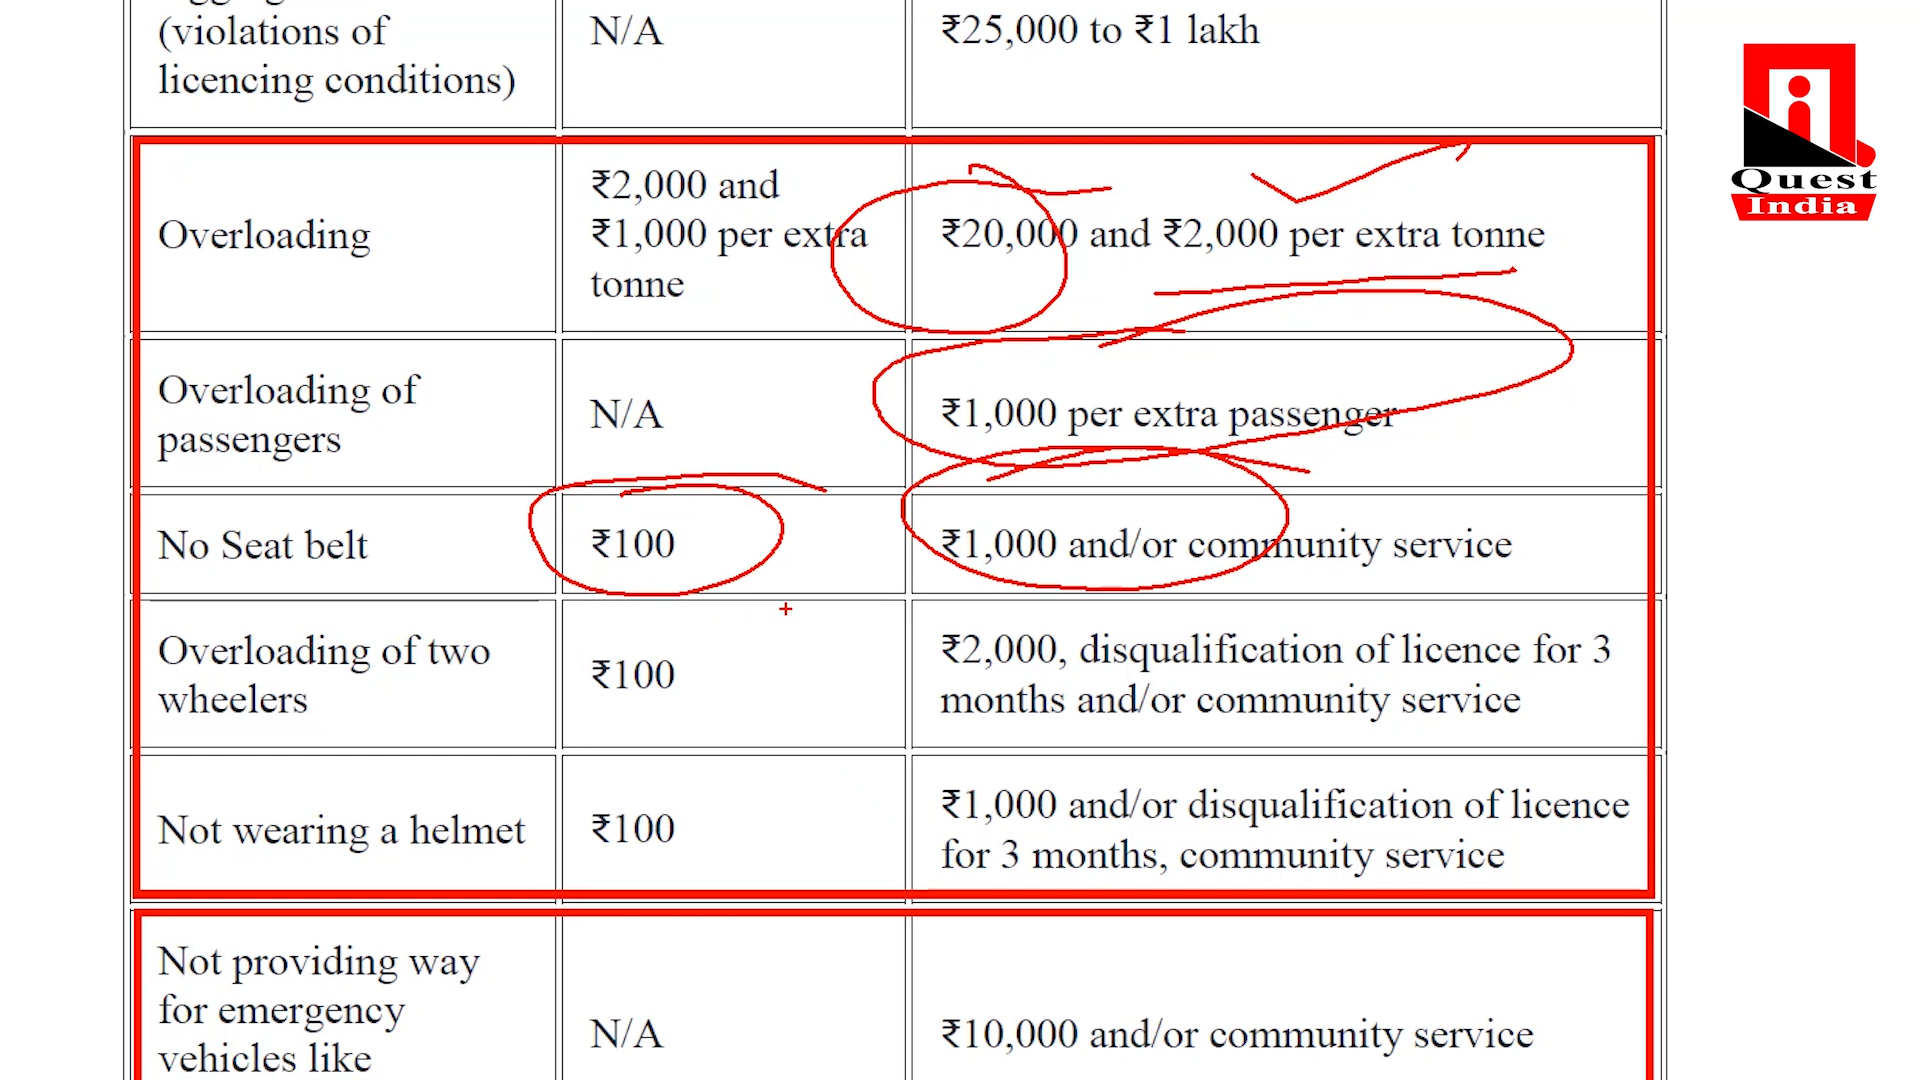 (violations of
licencing conditions)
N/A
₹25,000 to ₹1 lakh
Overloading
₹2,000 and
₹1,000 per extra
tonne
₹20,000 and ₹2,000 per extra tonne
Overloading of
passengers
N/A
₹1,000 per extra passenger
No Seat belt
₹100
₹1,000 and/or community service
Overloading of two
wheelers
₹100
₹2,000, disqualification of licence for 3
months and/or community service
Not wearing a helmet
₹100
₹1,000 and/or disqualification of licence
for 3 months, community service
Not providing way
for emergency
vehicles like
N/A
₹10,000 and/or community service
Quest
India